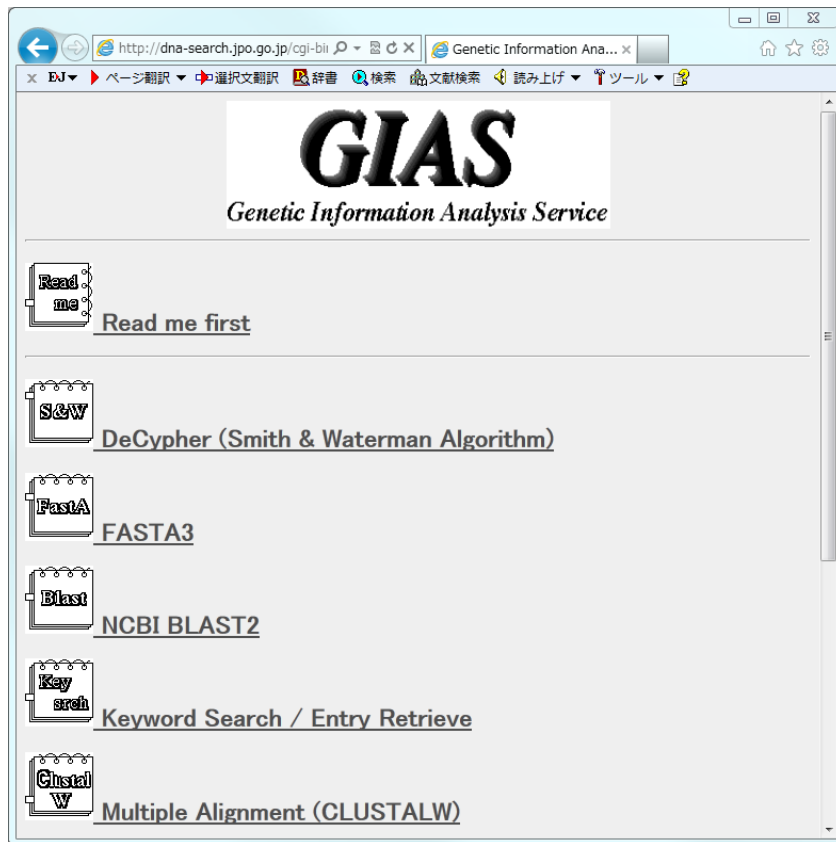 http://dna-search.jpo.go.jp/cgi-bii
Genetic Information Ana... ×
x EJ ページ翻訳 選択文翻訳 辞書 検索 文献検索 読み上げ ツール
GIAS
Genetic Information Analysis Service
Read
me
Read me first
S&W
DeCypher (Smith & Waterman Algorithm)
FastA
FASTA3
Blast
NCBI BLAST2
Key
srch
Keyword Search / Entry Retrieve
Clustal
W
Multiple Alignment (CLUSTALW)